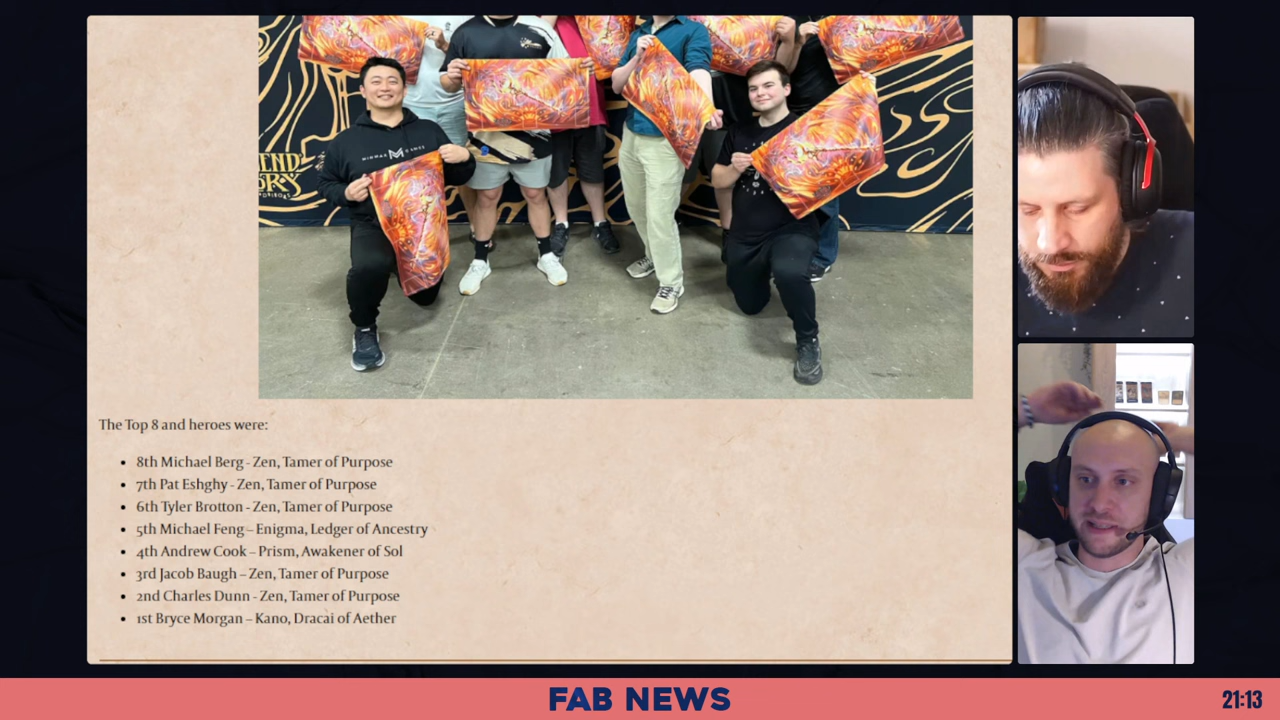 The Top 8 and heroes were:
• 8th Michael Berg - Zen, Tamer of Purpose
• 7th Pat Eshghy - Zen, Tamer of Purpose
• 6th Tyler Brotton - Zen, Tamer of Purpose
• 5th Michael Feng – Enigma, Ledger of Ancestry
• 4th Andrew Cook – Prism, Awakener of Sol
• 3rd Jacob Baugh – Zen, Tamer of Purpose
• 2nd Charles Dunn - Zen, Tamer of Purpose
• 1st Bryce Morgan – Kano, Dracai of Aether
FAB NEWS
21:13